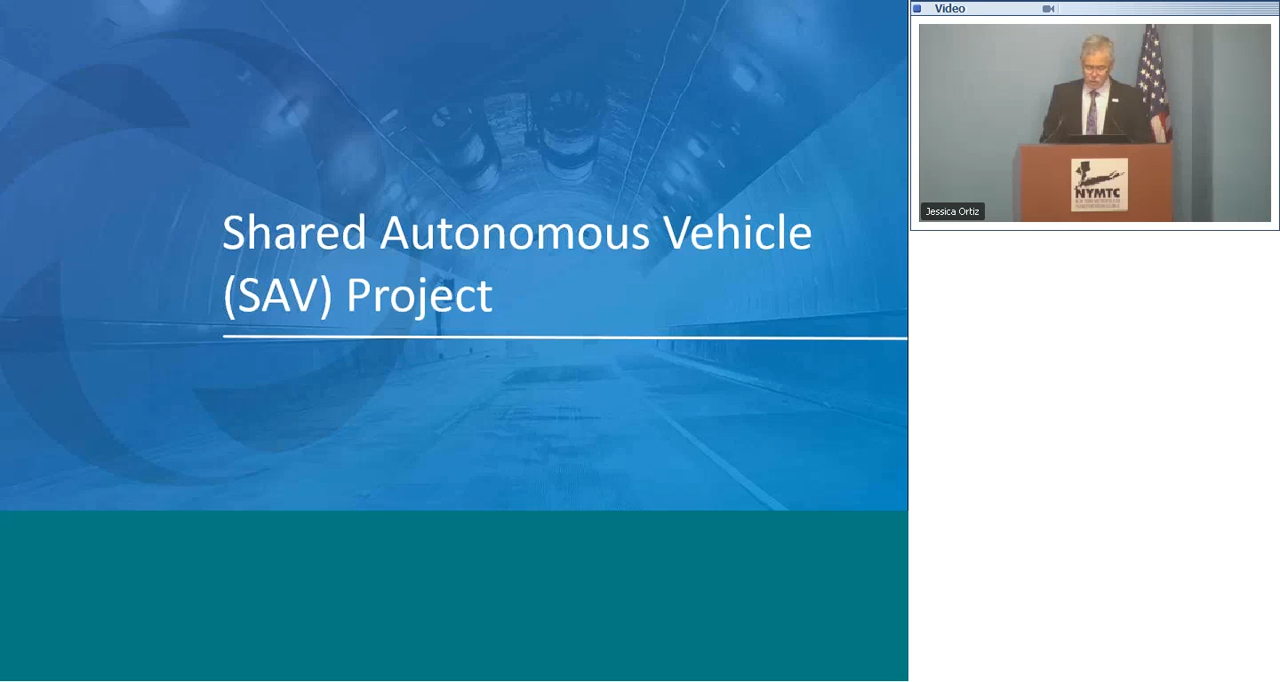 Shared Autonomous Vehicle
(SAV) Project
Video
Jessica Ortiz
NYMTC